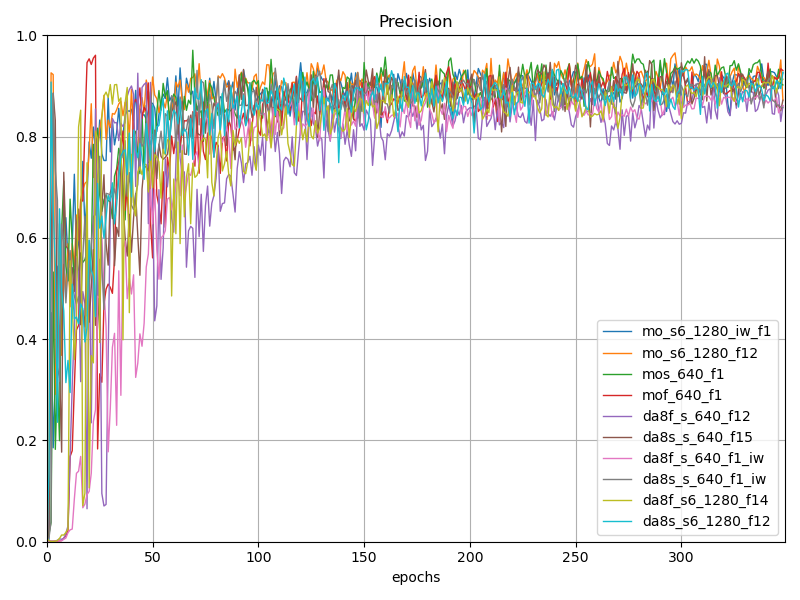 Precision
1.0
0.8
0.6
0.4
0.2
0.0
0 50 100 150 200 250 300
epochs
mo_s6_1280_iw_f1
mo_s6_1280_f12
mos_640_f1
mof_640_f1
da8f_s_640_f12
da8s_s_640_f15
da8f_s_640_f1_iw
da8s_s_640_f1_iw
da8f_s6_1280_f14
da8s_s6_1280_f12